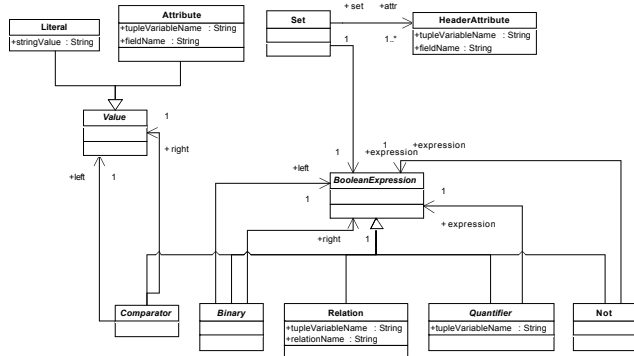 Literal
+stringValue : String
Attribute
+tupleVariableName : String
+fieldName : String
Set
+ set
+attr
1
1..*
HeaderAttribute
+tupleVariableName : String
+fieldName : String
Value
1
+ right
+left
1
1
+expression
1
+expression
BooleanExpression
+left
1
1
+ expression
+right
1
Comparator
Binary
Relation
+tupleVariableName : String
+relationName : String
Quantifier
+tupleVariableName : String
Not